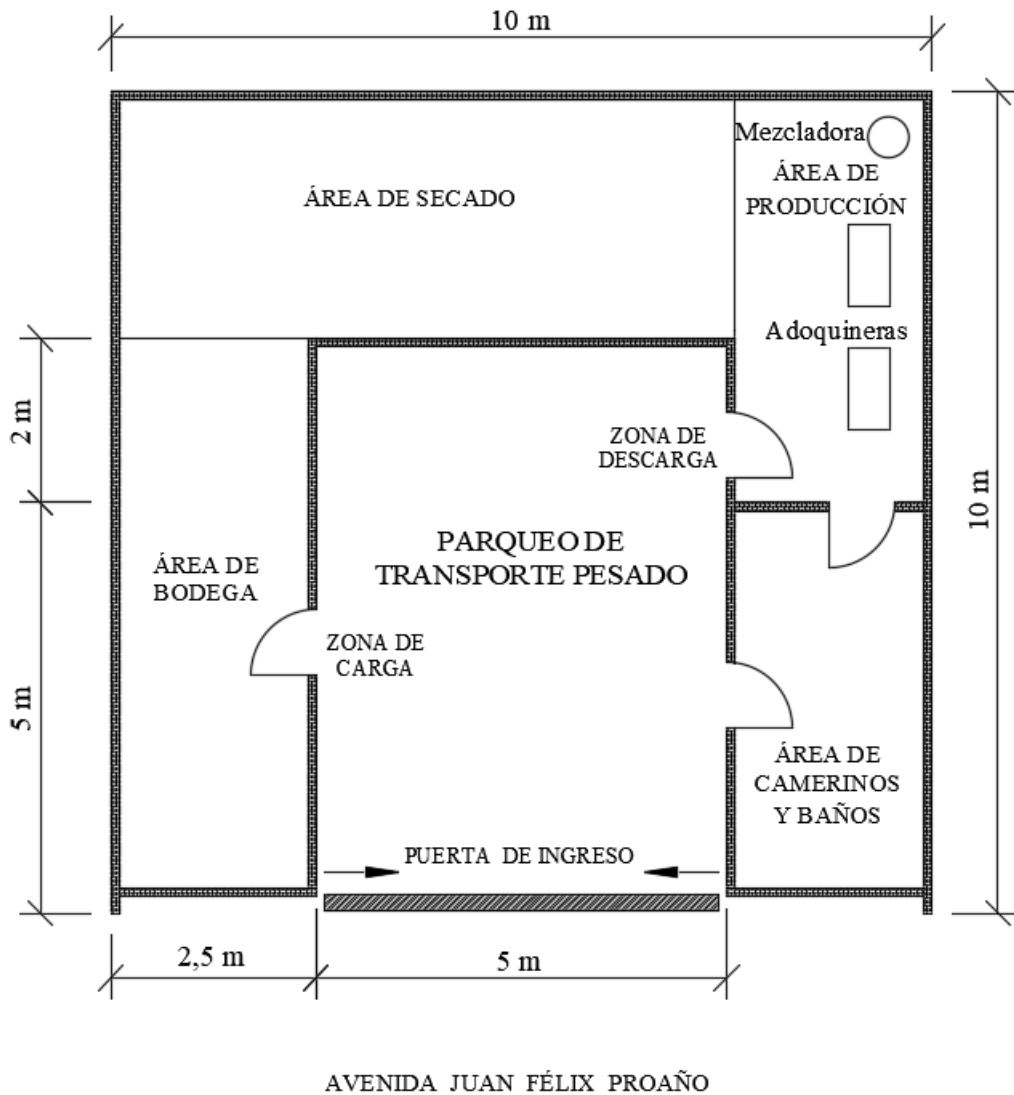 10 m
Mezcladora
ÁREA DE
PRODUCCIÓN
ÁREA DE SECADO
Adoquineras
2 m
ZONA DE
DESCARGA
10 m
PARQUEO DE
TRANSPORTE PESADO
ÁREA DE
BODEGA
ZONA DE
CARGA
5 m
ÁREA DE
CAMERINOS
Y BAÑOS
PUERTA DE INGRESO
2,5 m
5 m
AVENIDA JUAN FÉLIX PROAÑO